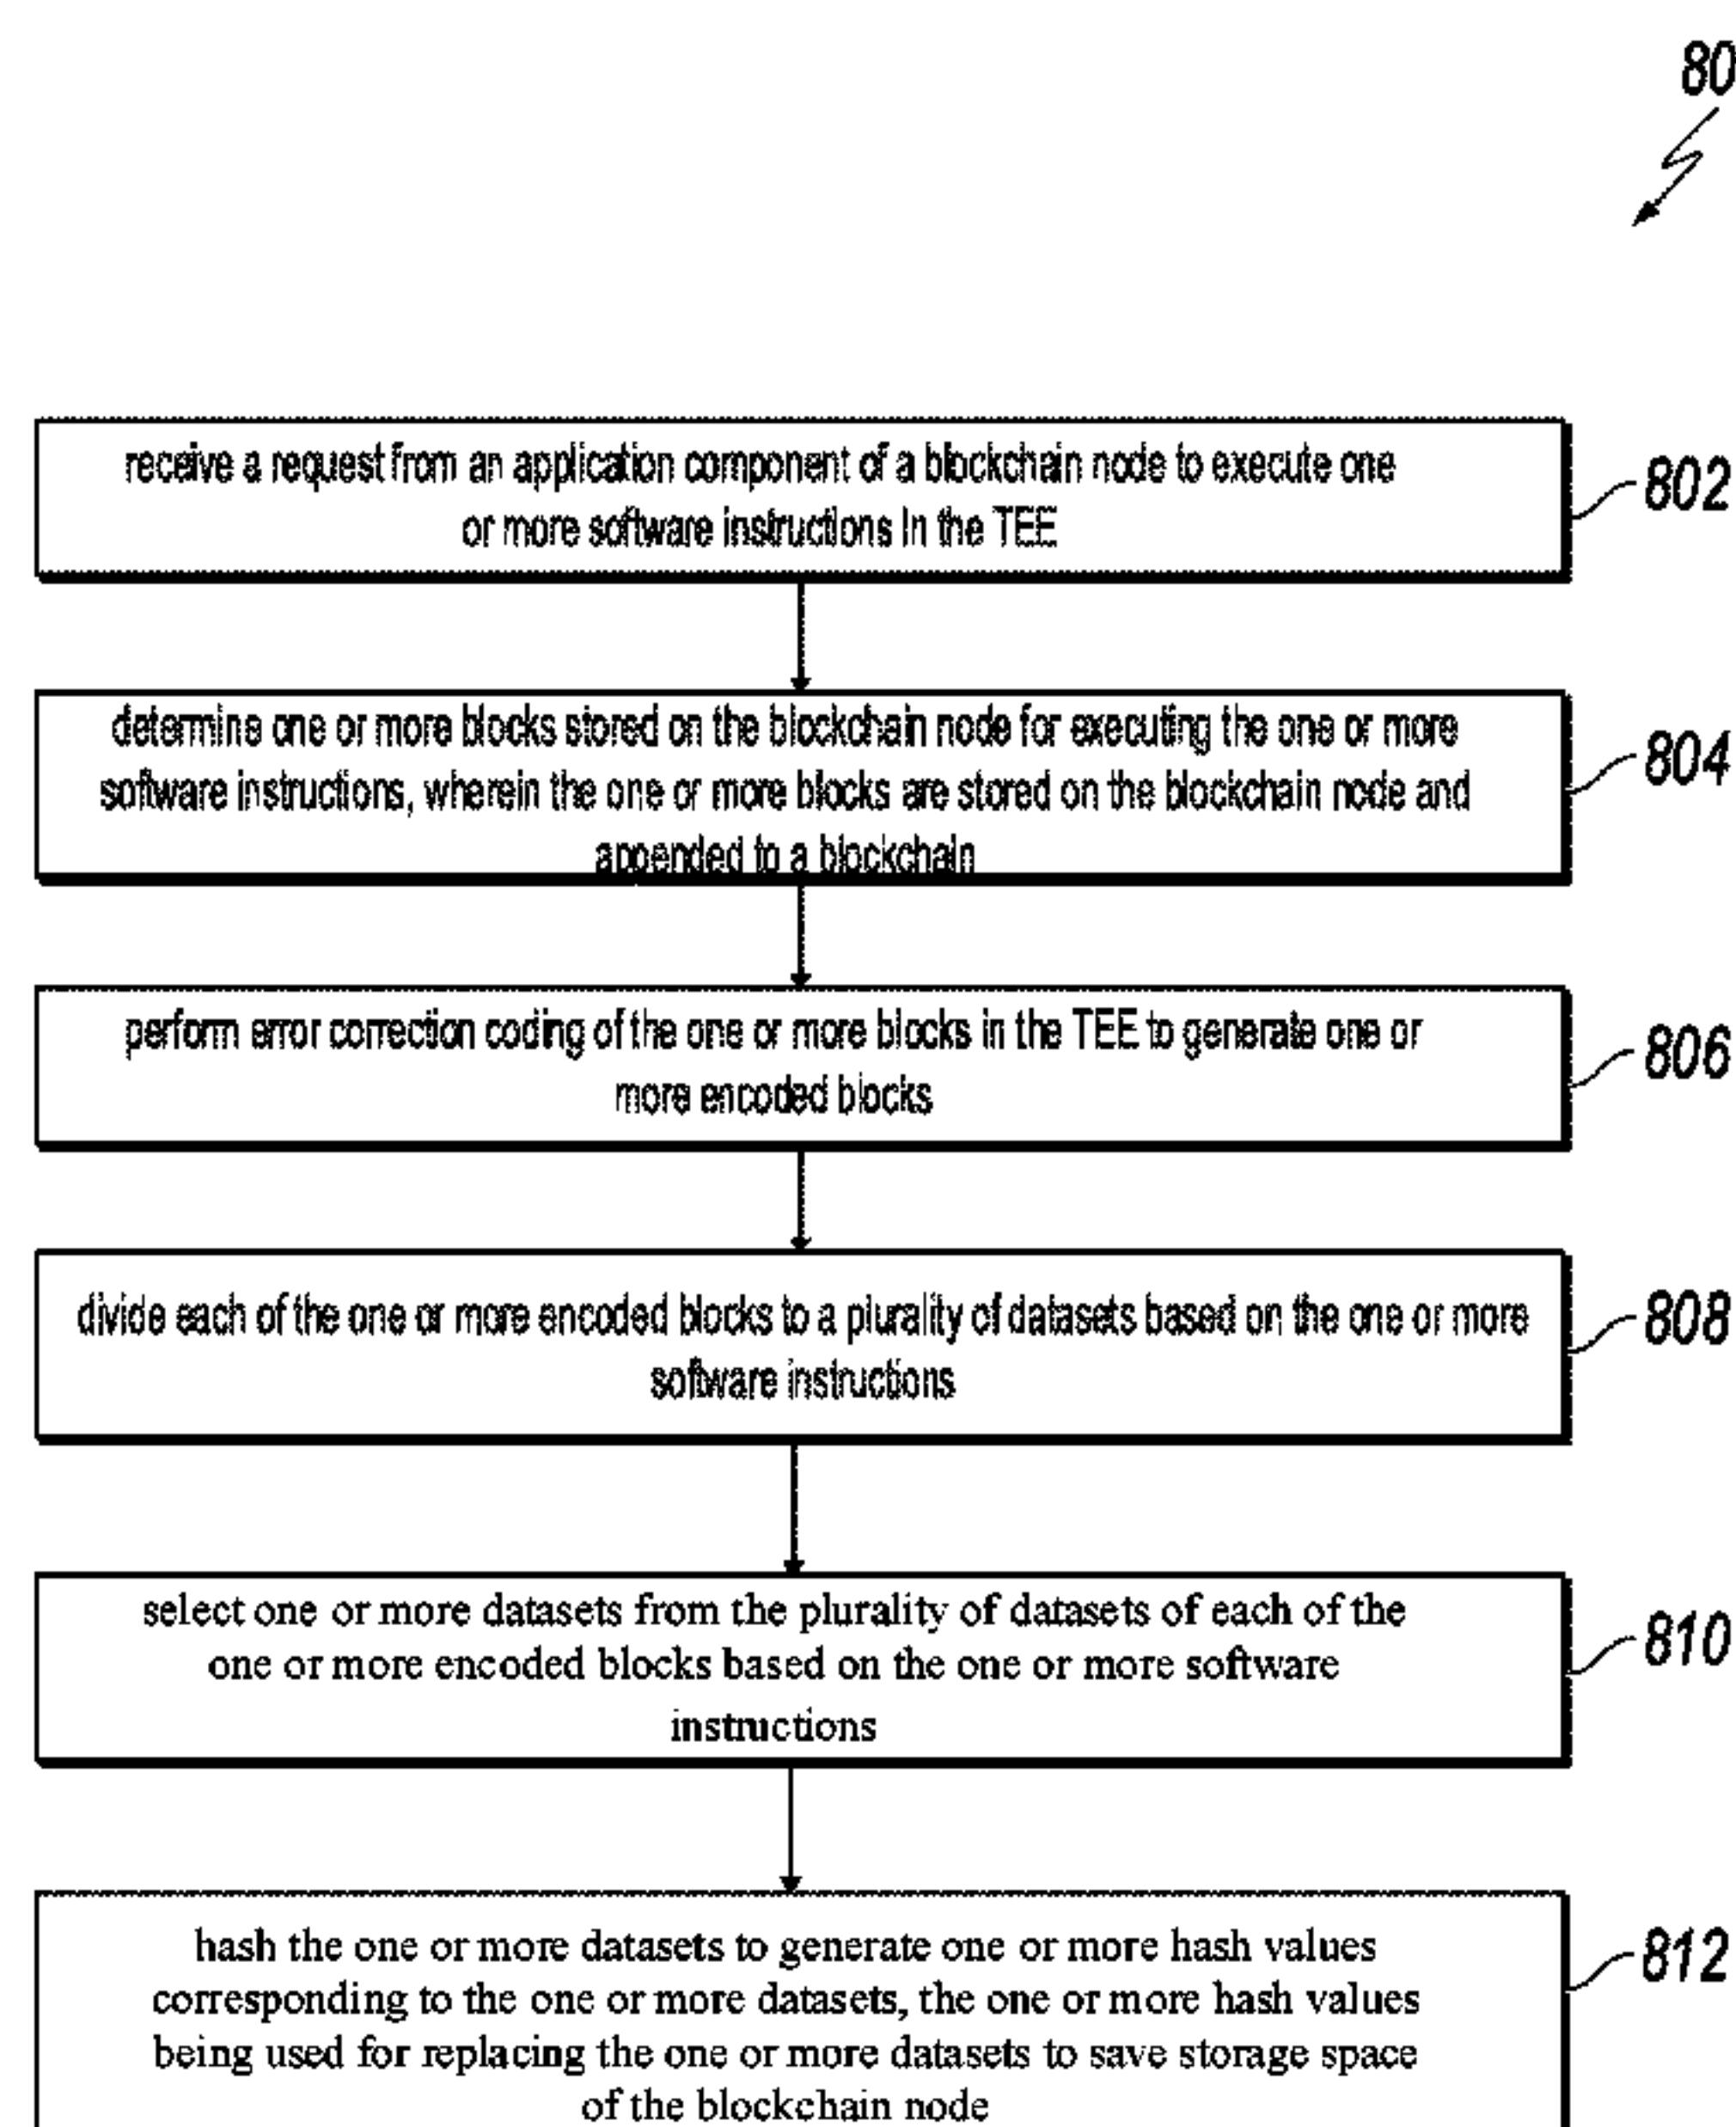 80
receive a request from an application component of a blockchain node to execute one
or more software instructions in the TEE
802
determine one or more blocks stored on the blockchain node for executing the one or more
software instructions, wherein the one or more blocks are stored on the blockchain node and
appended to a blockchain
804
perform error correction coding of the one or more blocks in the TEE to generate one or
more encoded blocks
806
divide each of the one or more encoded blocks to a plurality of datasets based on the one or more
software instructions
808
select one or more datasets from the plurality of datasets of each of the
one or more encoded blocks based on the one or more software
instructions
810
hash the one or more datasets to generate one or more hash values
corresponding to the one or more datasets, the one or more hash values
being used for replacing the one or more datasets to save storage space
of the blockchain node
812